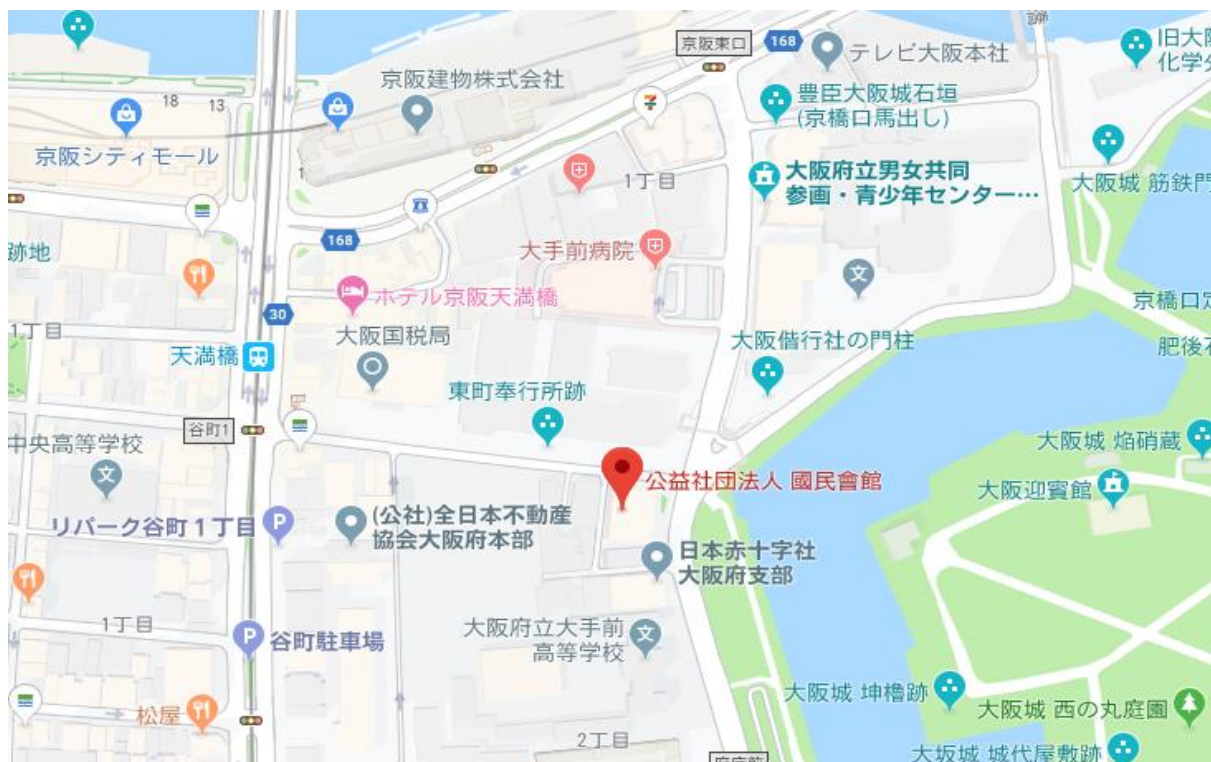 京阪東口
168
テレビ大阪本社
旧大阪
化学分
京阪建物株式会社
18
13
豊臣大阪城石垣
(京橋口馬出し)
京阪シティモール
1
1丁目
大阪府立男女共同
参画・青少年センター…
大阪城 筋鉄門
168
跡地
大手前病院
ホテル京阪天満橋
京橋口定
30
1丁目
大阪国税局
大阪偕行社の門柱
肥後石
天満橋
東町奉行所跡
谷町1
中央高等学校
大阪城 焔硝蔵
公益社団法人 國民會館
大阪迎賓館
リパーク谷町1丁目
P
(公社)全日本不動産
協会大阪府本部
日本赤十字社
大阪府支部
1丁目
大阪府立大手前
高等学校
P
谷町駐車場
大阪城 坤櫓跡
松屋
大阪城 西の丸庭園
2丁目
大坂城 城代屋敷跡
文
文
文
7